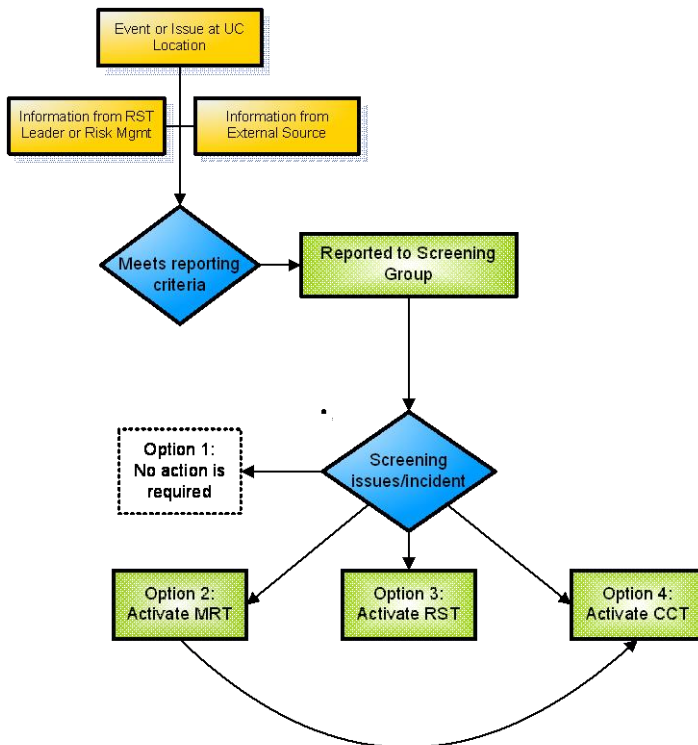 Event or Issue at UC
Location
Information from RST
Leader or Risk Mgmt
Information from
External Source
Meets reporting
criteria
Reported to Screening
Group
Option 1:
No action is
required
Screening
issues/incident
Option 2:
Activate MRT
Option 3:
Activate RST
Option 4:
Activate CCT